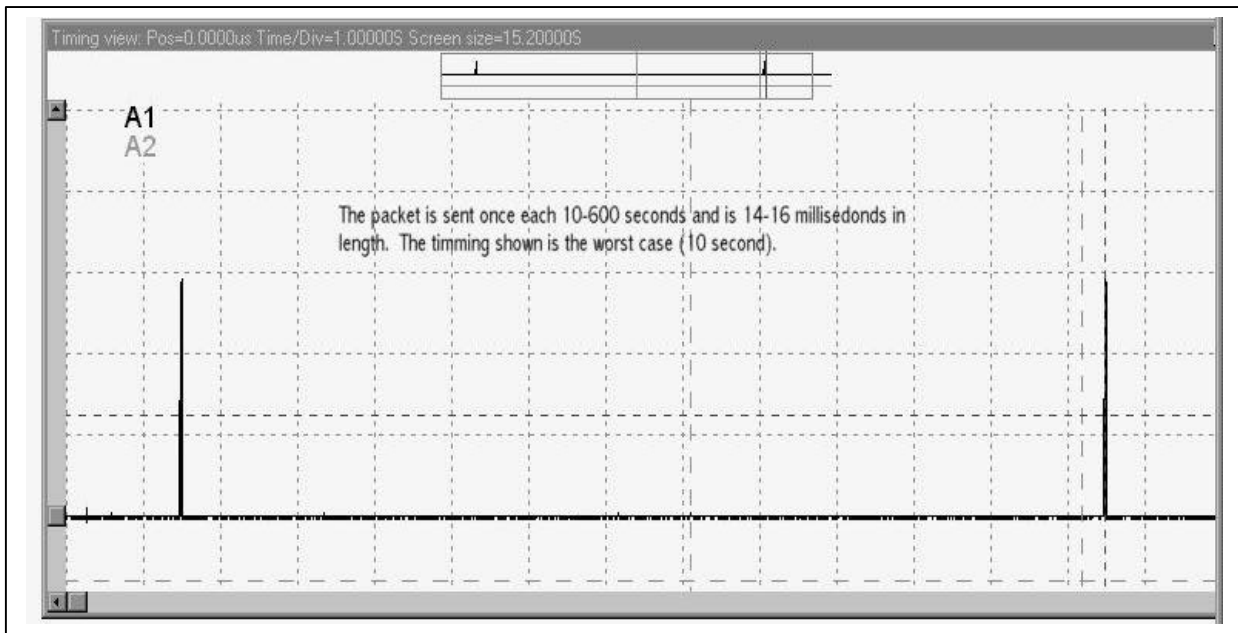 Timing view: Pos=0.0000us Time/Div=1.00000S Screen size=15.20000S
A1
A2
The packet is sent once each 10-600 seconds and is 14-16 millisedonds in
length. The timming shown is the worst case (10 second).